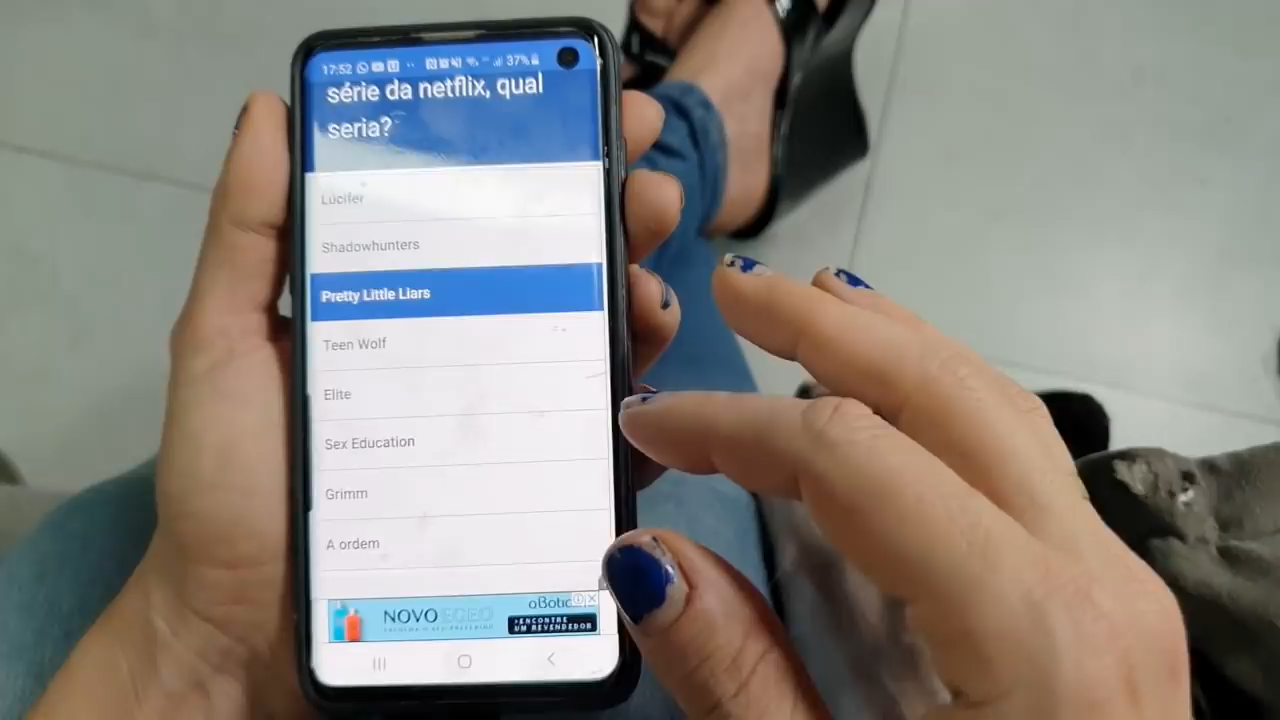 17:52
37%
série da netflix, qual
seria?
Lúcifer
Shadowhunters
Pretty Little Liars
Teen Wolf
Elite
Sex Education
Grimm
A ordem
NOVO EGEO
oBotic
>ENCONTRE
UM REVENDEDOR